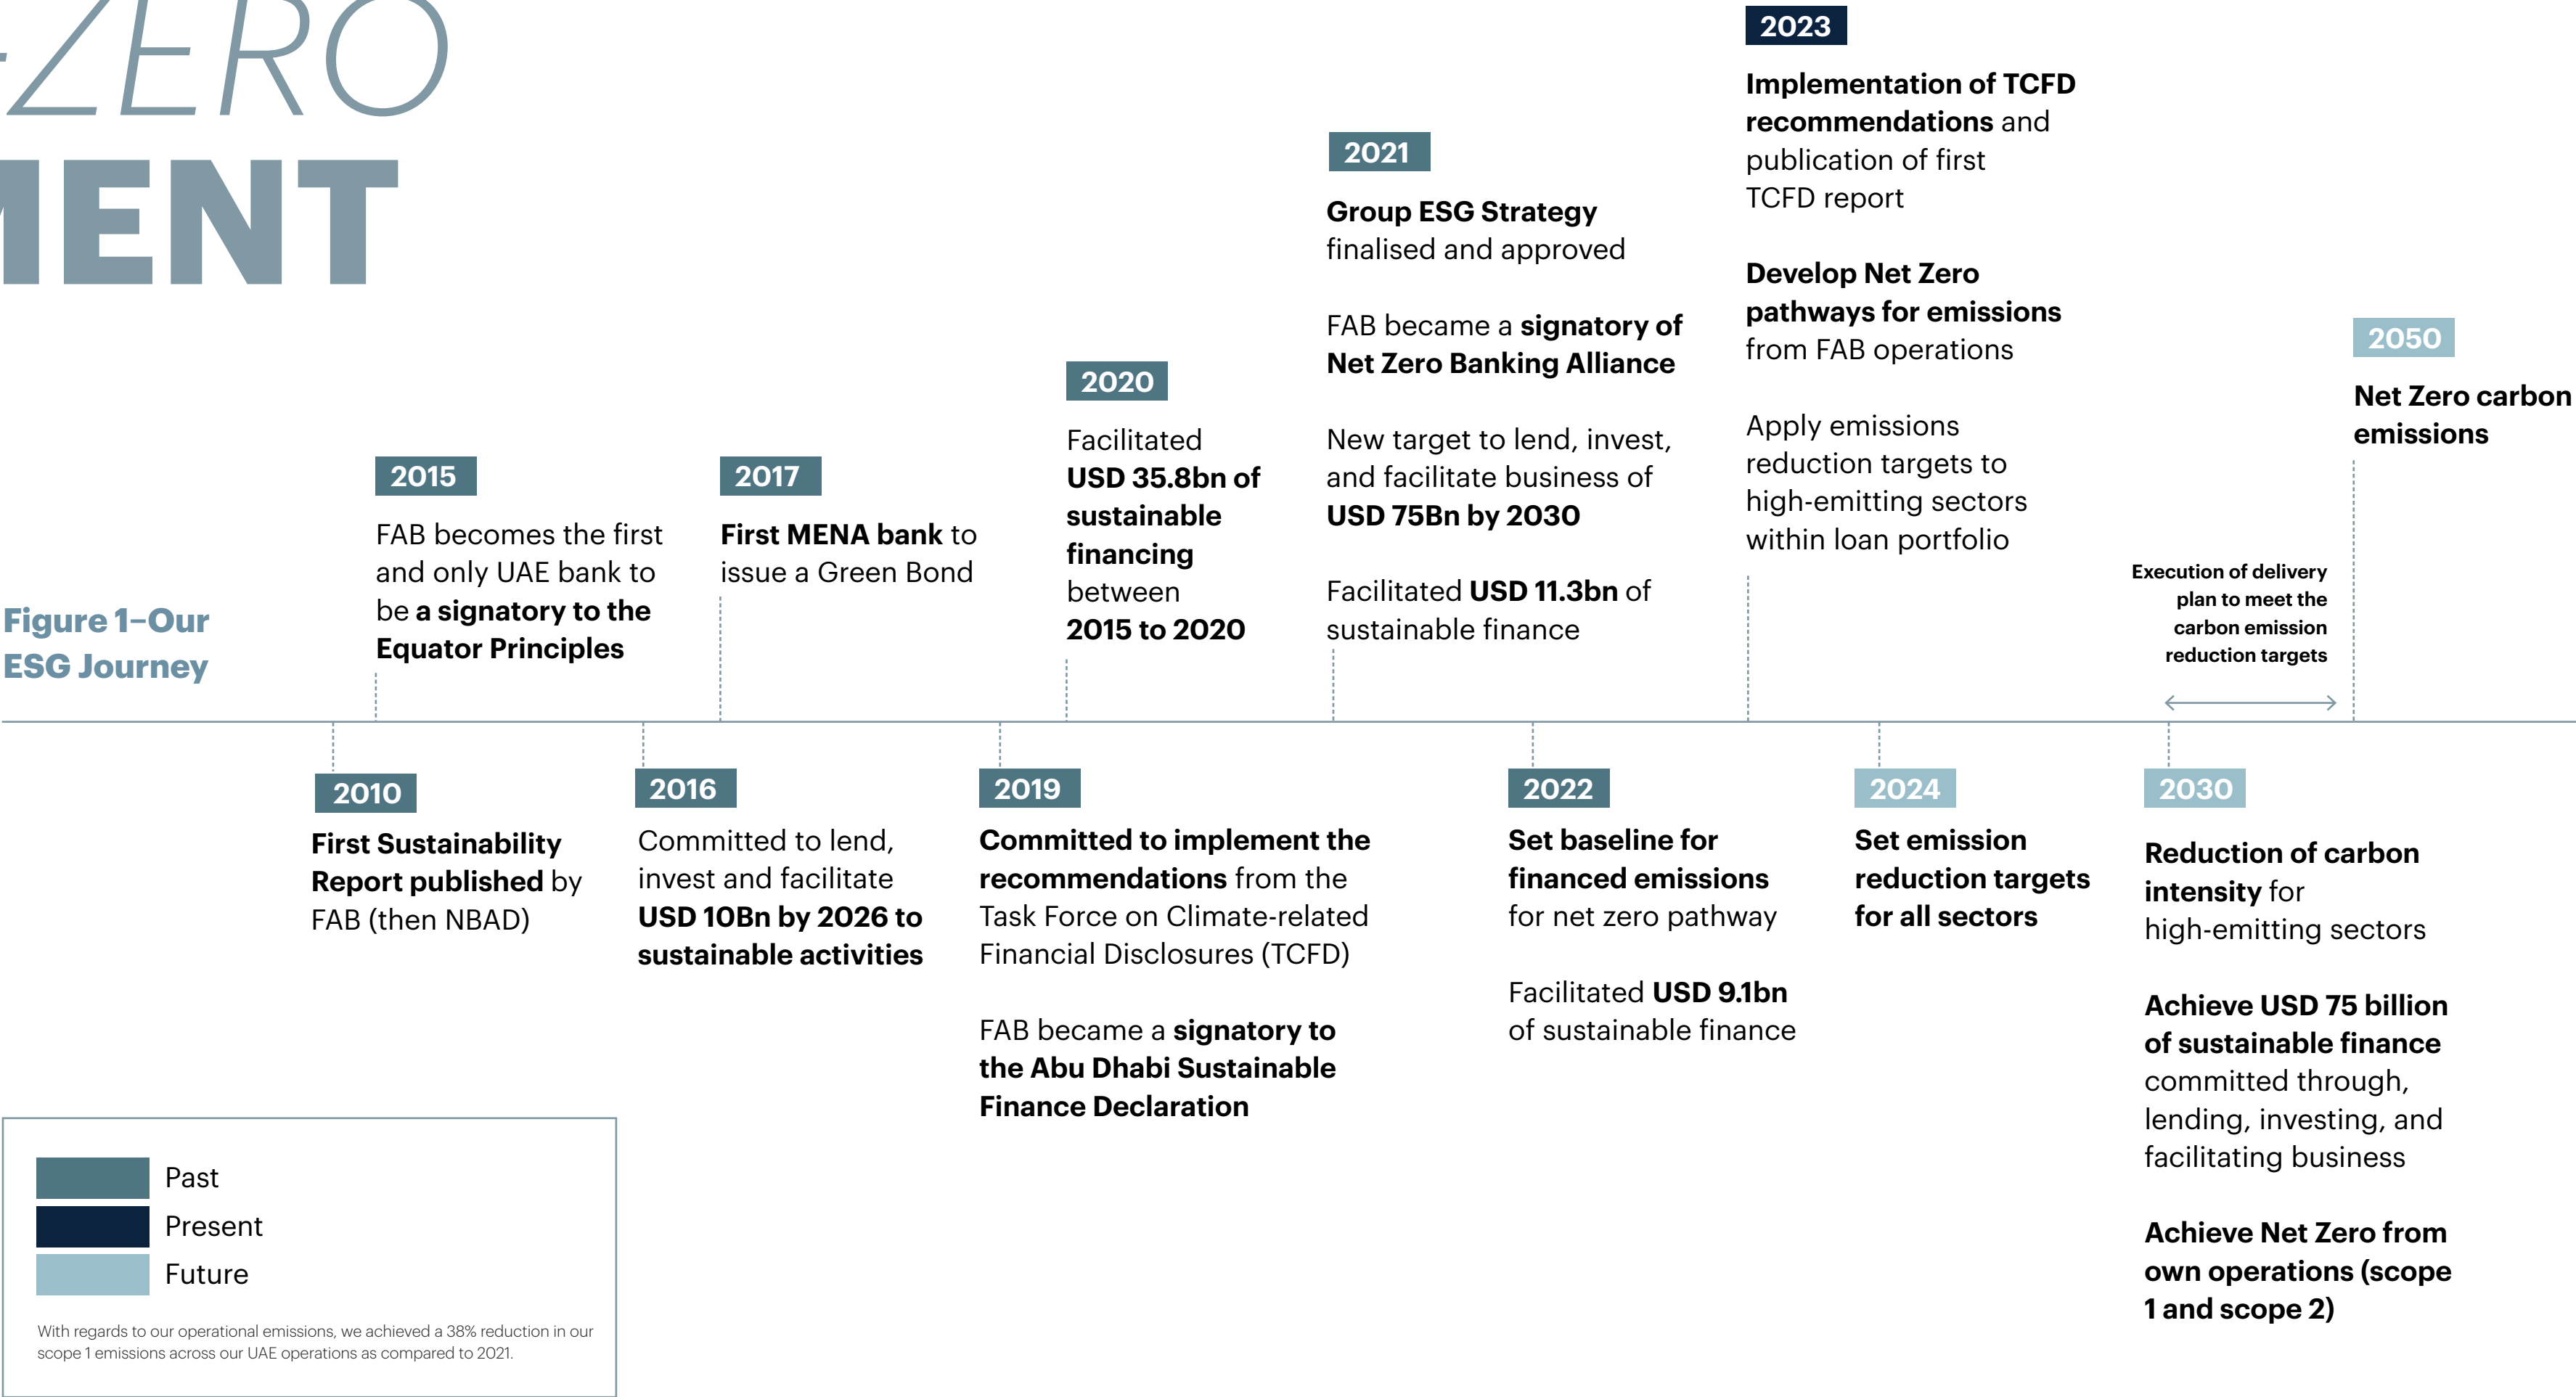 -ZERO
MENT
Figure 1–Our
ESG Journey
2010
First Sustainability
Report published by
FAB (then NBAD)
2015
FAB becomes the first
and only UAE bank to
be a signatory to the
Equator Principles
2016
Committed to lend,
invest and facilitate
USD 10Bn by 2026 to
sustainable activities
2017
First MENA bank to
issue a Green Bond
2019
Committed to implement the
recommendations from the
Task Force on Climate-related
Financial Disclosures (TCFD)
FAB became a signatory to
the Abu Dhabi Sustainable
Finance Declaration
2020
Facilitated
USD 35.8bn of
sustainable
financing
between
2015 to 2020
2021
Group ESG Strategy
finalised and approved
FAB became a signatory of
Net Zero Banking Alliance
New target to lend, invest,
and facilitate business of
USD 75Bn by 2030
Facilitated USD 11.3bn of
sustainable finance
2022
Set baseline for
financed emissions
for net zero pathway
Facilitated USD 9.1bn
of sustainable finance
2023
Implementation of TCFD
recommendations and
publication of first
TCFD report
Develop Net Zero
pathways for emissions
from FAB operations
Apply emissions
reduction targets to
high-emitting sectors
within loan portfolio
2024
Set emission
reduction targets
for all sectors
2030
Reduction of carbon
intensity for
high-emitting sectors
Achieve USD 75 billion
of sustainable finance
committed through,
lending, investing, and
facilitating business
Achieve Net Zero from
own operations (scope
1 and scope 2)
Execution of delivery
plan to meet the
carbon emission
reduction targets
2050
Net Zero carbon
emissions
Past
Present
Future
With regards to our operational emissions, we achieved a 38% reduction in our
scope 1 emissions across our UAE operations as compared to 2021.